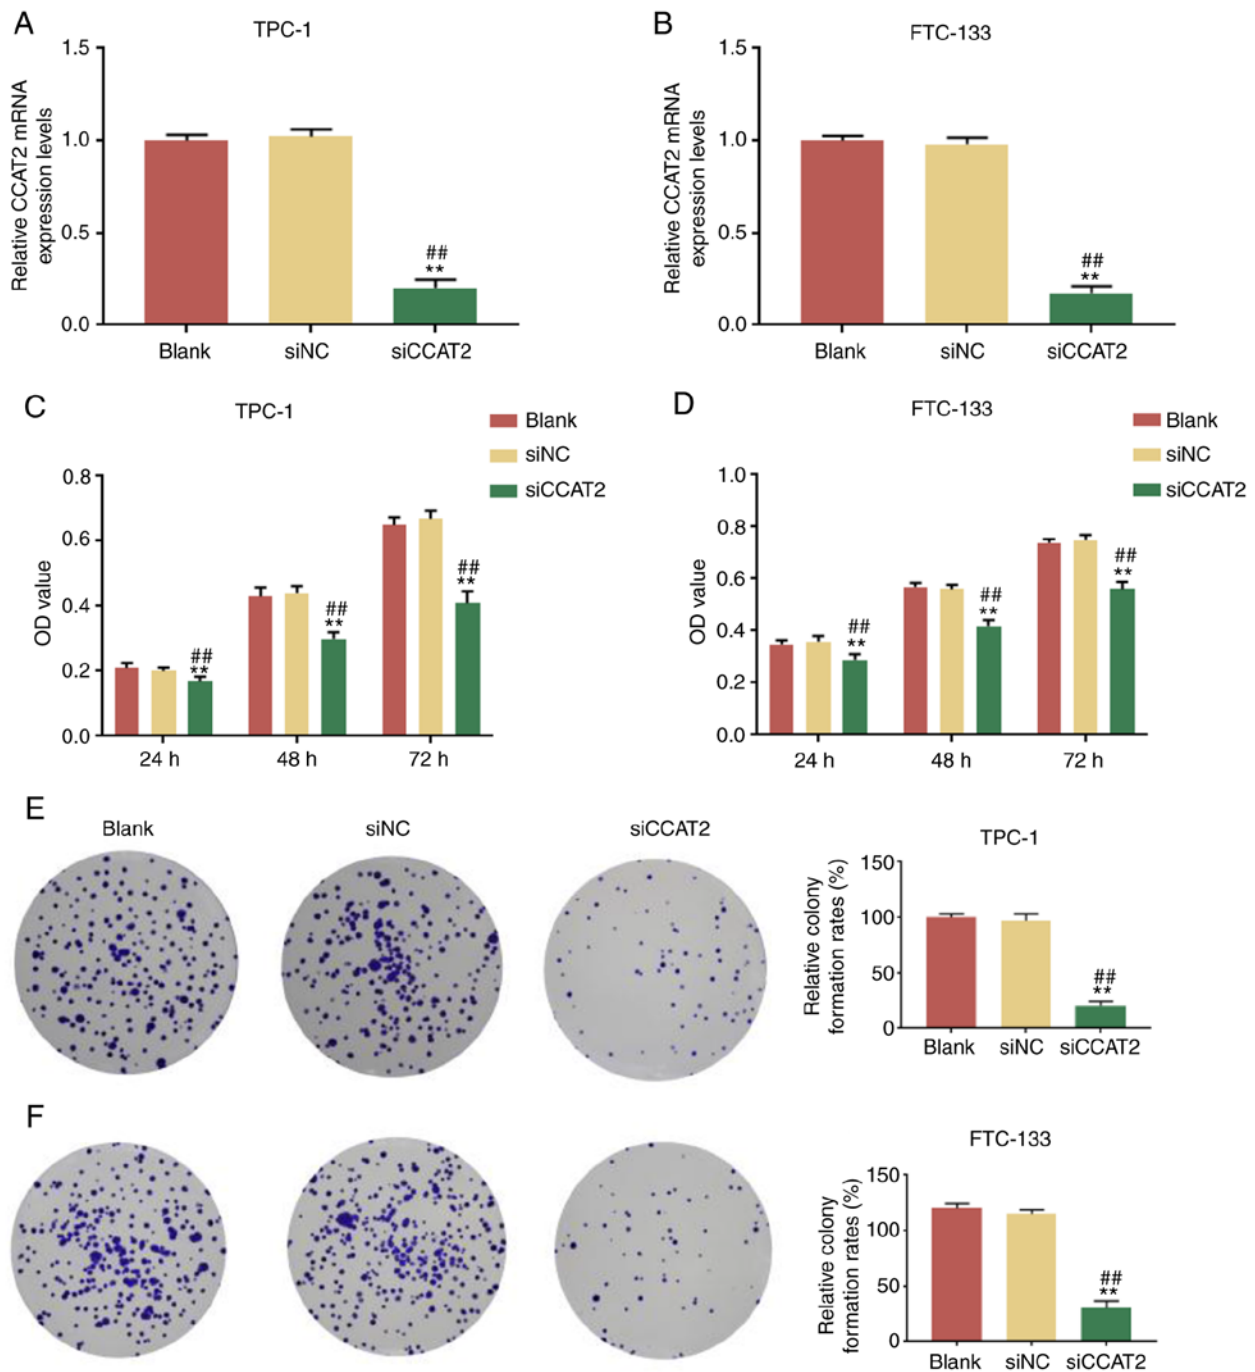 A
TPC-1
Relative CCAT2 mRNA
expression levels
1.5
1.0
0.5
0.0
##
**
Blank
siNC
siCCAT2
B
FTC-133
Relative CCAT2 mRNA
expression levels
1.5
1.0
0.5
0.0
##
**
Blank
siNC
siCCAT2
C
TPC-1
Blank
siNC
siCCAT2
OD value
0.8
0.6
0.4
0.2
0.0
##
**
##
**
##
**
24 h
48 h
72 h
D
FTC-133
Blank
siNC
siCCAT2
OD value
1.0
0.8
0.6
0.4
0.2
0.0
##
**
##
**
##
**
24 h
48 h
72 h
E
Blank
siNC
siCCAT2
TPC-1
Relative colony
formation rates (%)
150
100
50
0
##
**
Blank
siNC
siCCAT2
F
FTC-133
Relative colony
formation rates (%)
150
100
50
0
##
**
Blank
siNC
siCCAT2